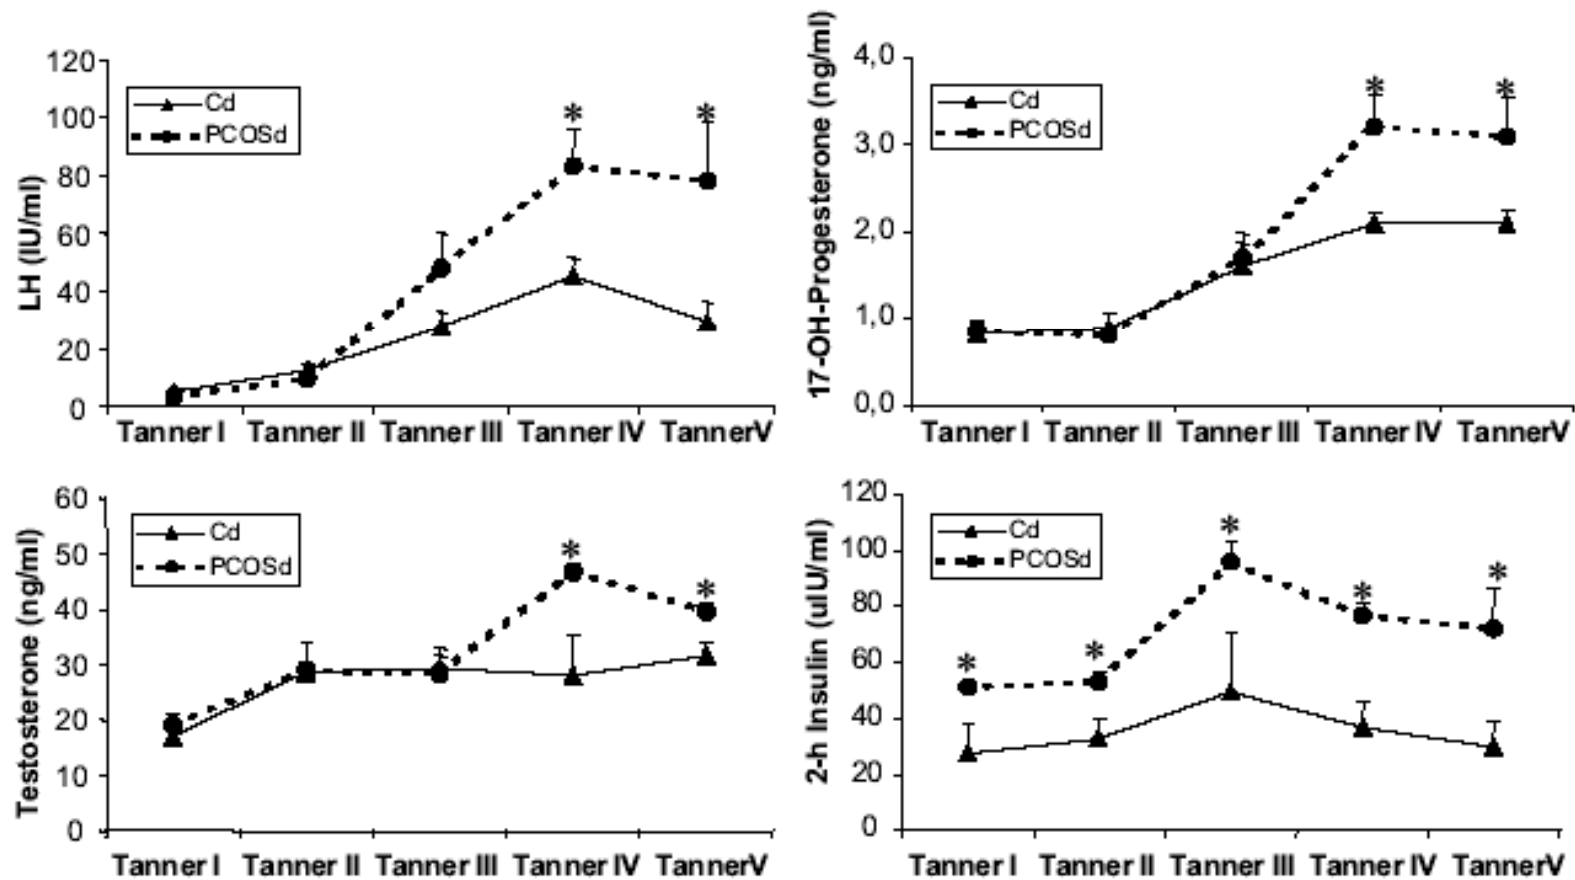 LH (IU/ml)
120
100
80
60
40
20
0
Cd
PCOSd
*
*
Tanner I
Tanner II
Tanner III
Tanner IV
TannerV
17-OH-Progesterone (ng/ml)
4,0
3,0
2,0
1,0
0,0
Cd
PCOSd
*
*
Tanner I
Tanner II
Tanner III
Tanner IV
TannerV
Testosterone (ng/ml)
60
50
40
30
20
10
0
Cd
PCOSd
*
*
Tanner I
Tanner II
Tanner III
Tanner IV
TannerV
2-h Insulin (uIU/ml)
120
100
80
60
40
20
0
Cd
PCOSd
*
*
*
*
*
Tanner I
Tanner II
Tanner III
Tanner IV
TannerV